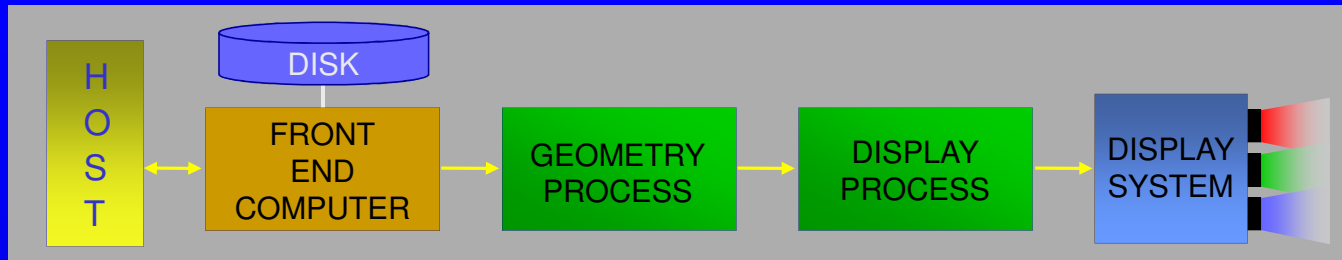 H
O
S
T
DISK
FRONT
END
COMPUTER
GEOMETRY
PROCESS
DISPLAY
PROCESS
DISPLAY
SYSTEM